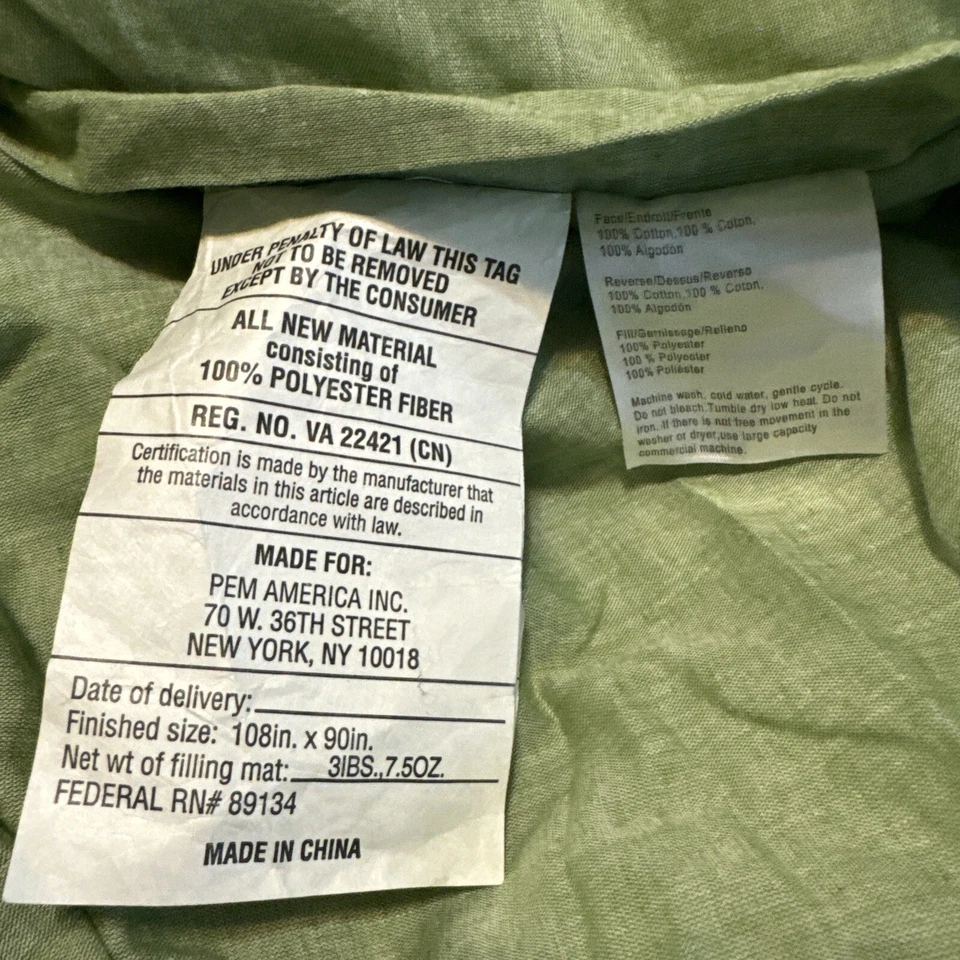 UNDER PENALTY OF LAW THIS TAG
NOT TO BE REMOVED
EXCEPT BY THE CONSUMER
ALL NEW MATERIAL
consisting of
100% POLYESTER FIBER
REG. NO. VA 22421 (CN)
Certification is made by the manufacturer that
the materials in this article are described in
accordance with law.
MADE FOR:
PEM AMERICA INC.
70 W. 36TH STREET
NEW YORK, NY 10018
Date of delivery:
Finished size: 108in. x 90in.
Net wt of filling mat: 3lBS.,7.5OZ.
FEDERAL RN# 89134
MADE IN CHINA
Face/Endroit/Frente
100% Cotton,100 % Coton,
100% Algodón
Reverse/Dessus/Reverso
100% Cotton,100 % Coton,
100% Algodón
Fill/Garnissage/Relleno
100% Polyester
100 % Polyester
100% Poliéster
Machine wash, cold water, gentle cycle.
Do not bleach.Tumble dry low heat. Do not
iron. If there is not free movement in the
washer or dryer,use large capacity
commercial machine.